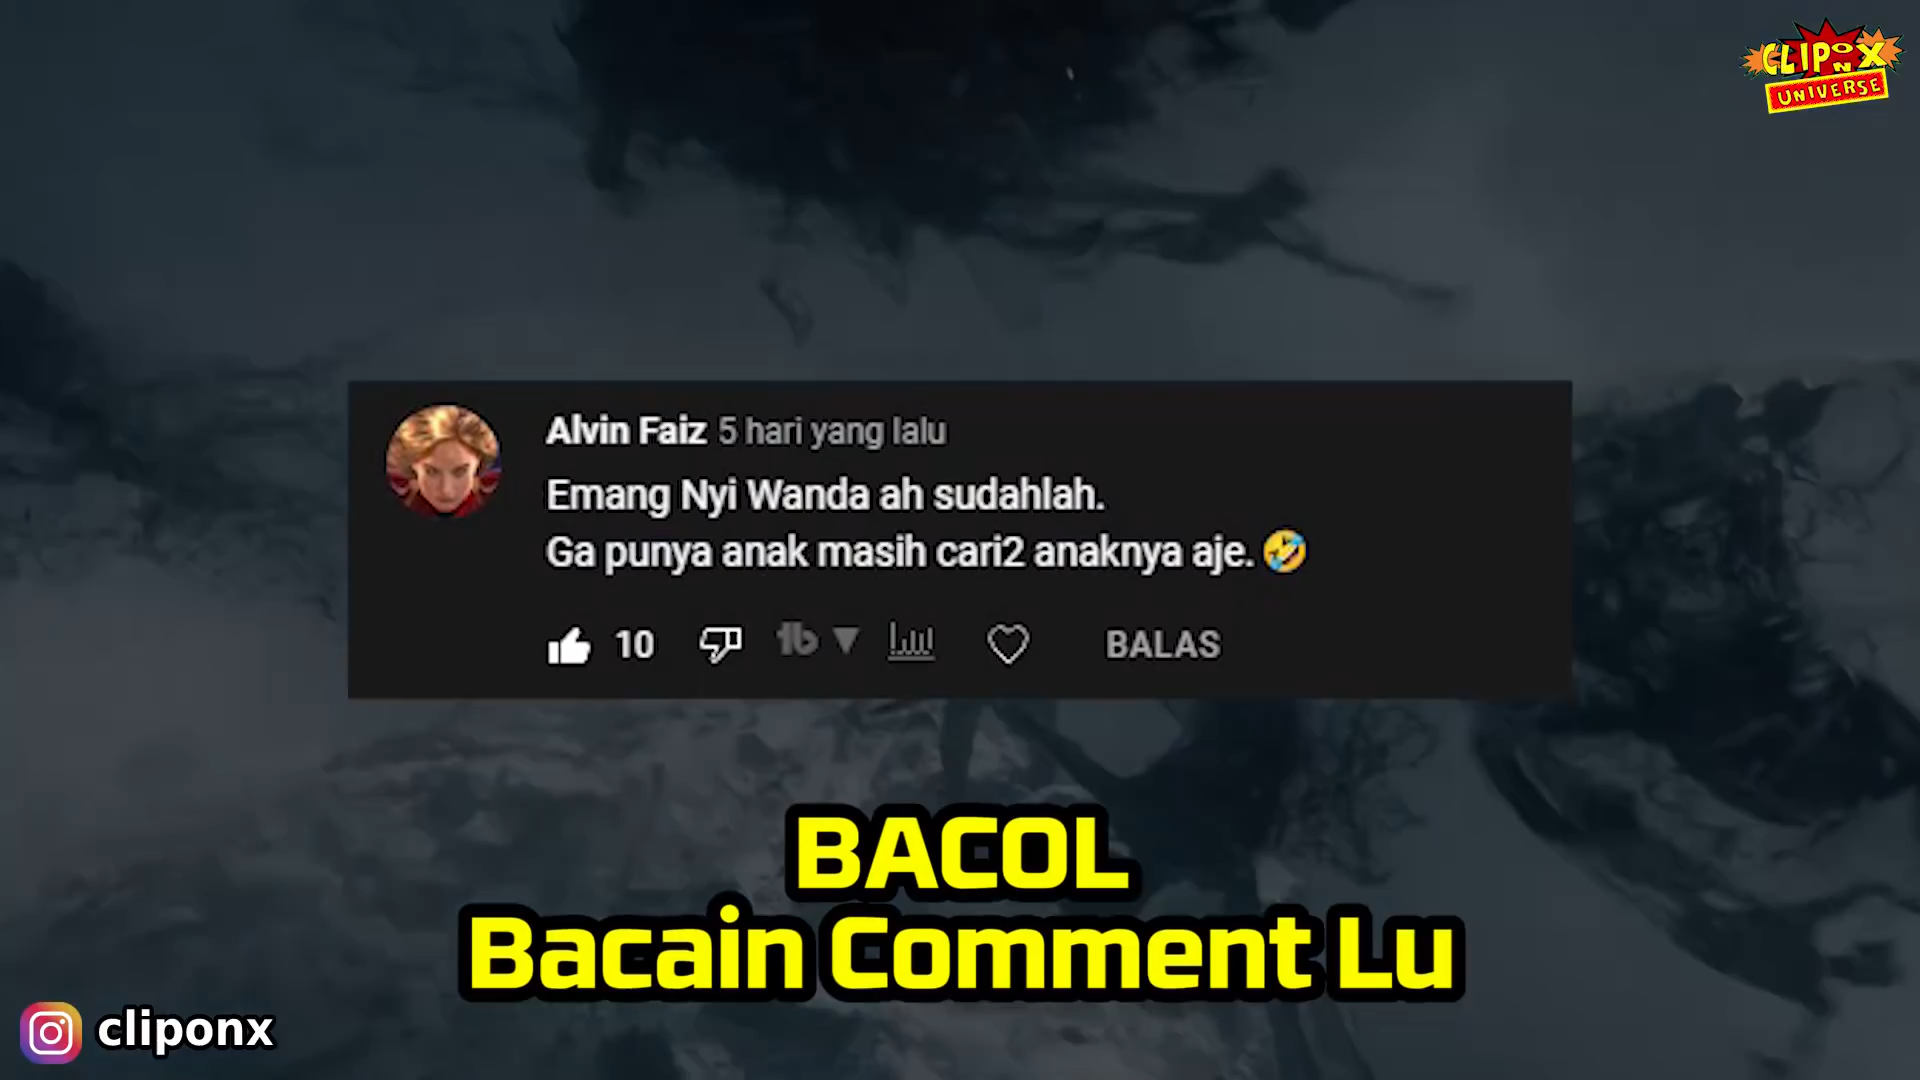 CLIPONX
UNIVERSE
Alvin Faiz 5 hari yang lalu
Emang Nyi Wanda ah sudahlah.
Ga punya anak masih cari2 anaknya aje. 🤣
10 BALAS
BACOL
Bacain Comment Lu
cliponx